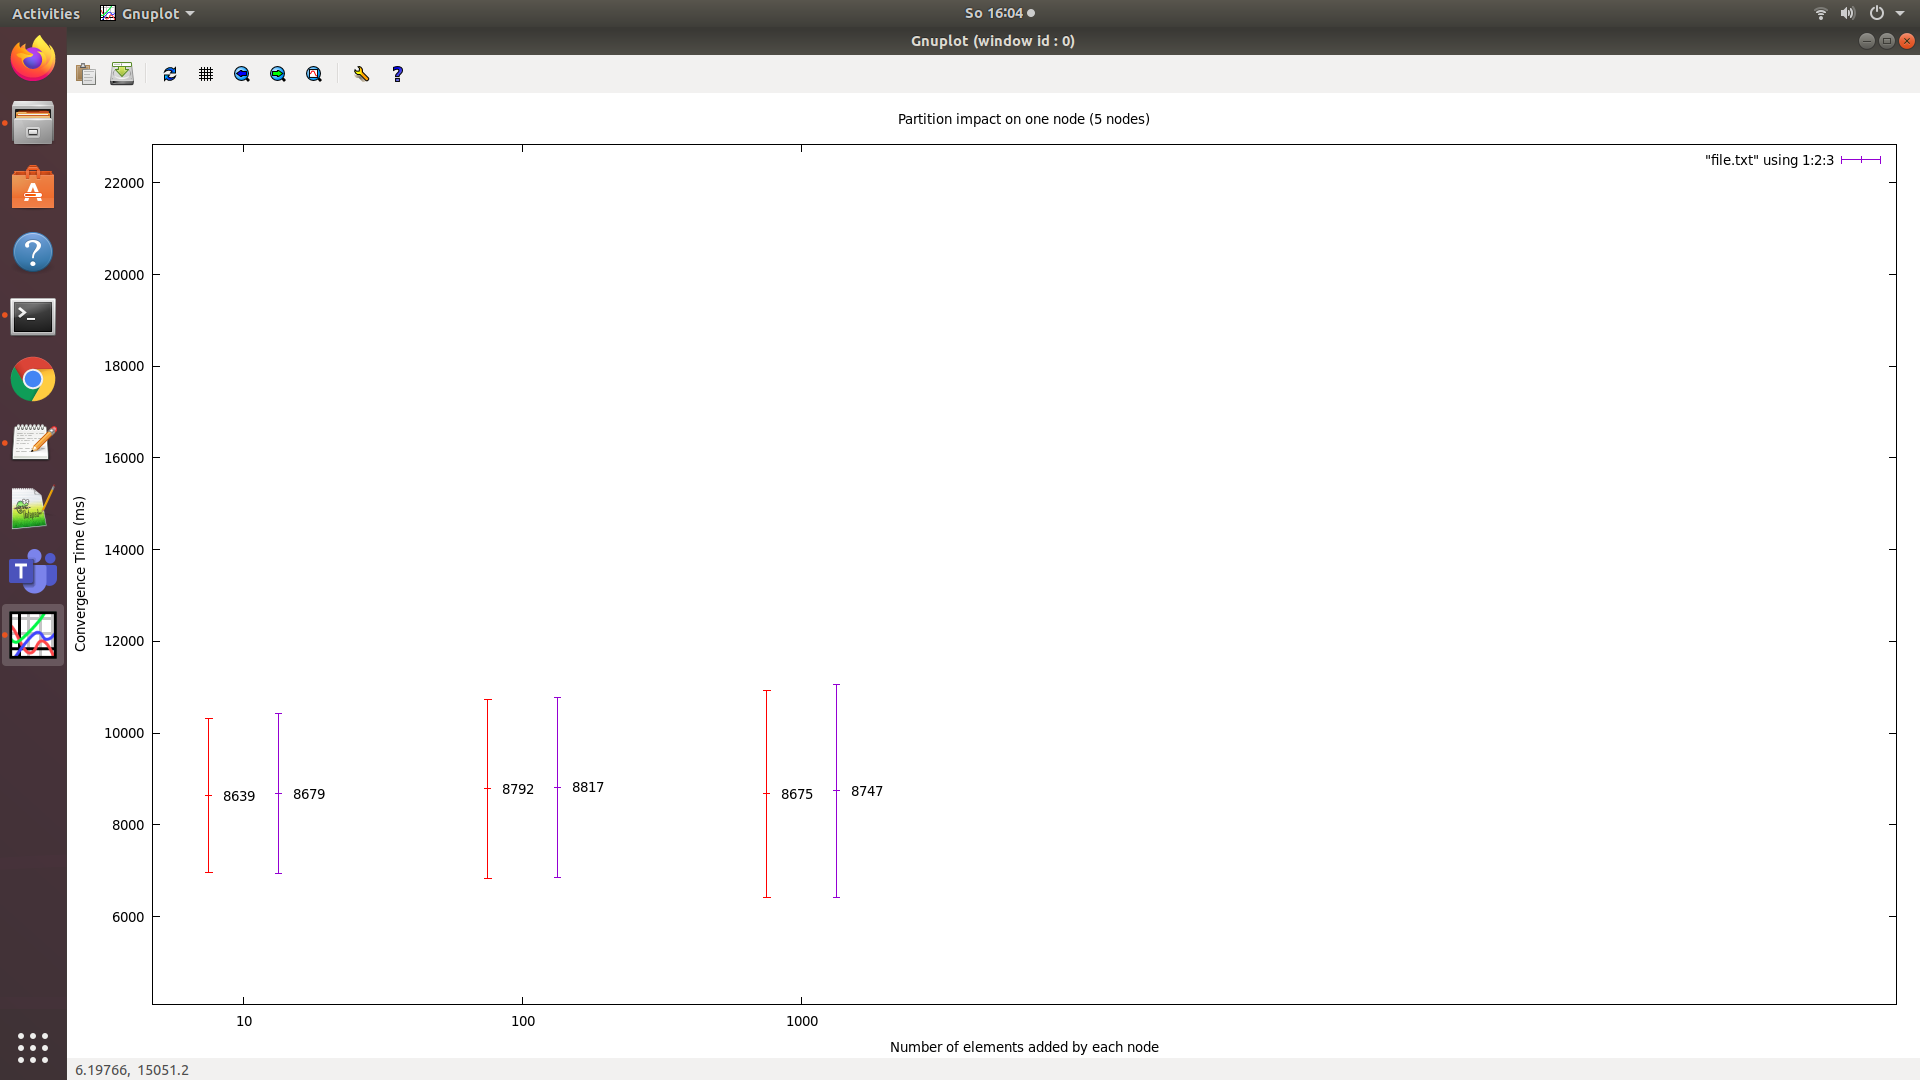 Activities Gnuplot So 16:04
Gnuplot (window id : 0)
?
Partition impact on one node (5 nodes)
"file.txt" using 1:2:3
22000
20000
18000
16000
14000
12000
10000
8000
6000
Convergence Time (ms)
8639 8679 8792 8817 8675 8747
10 100 1000
Number of elements added by each node
6.19766, 15051.2